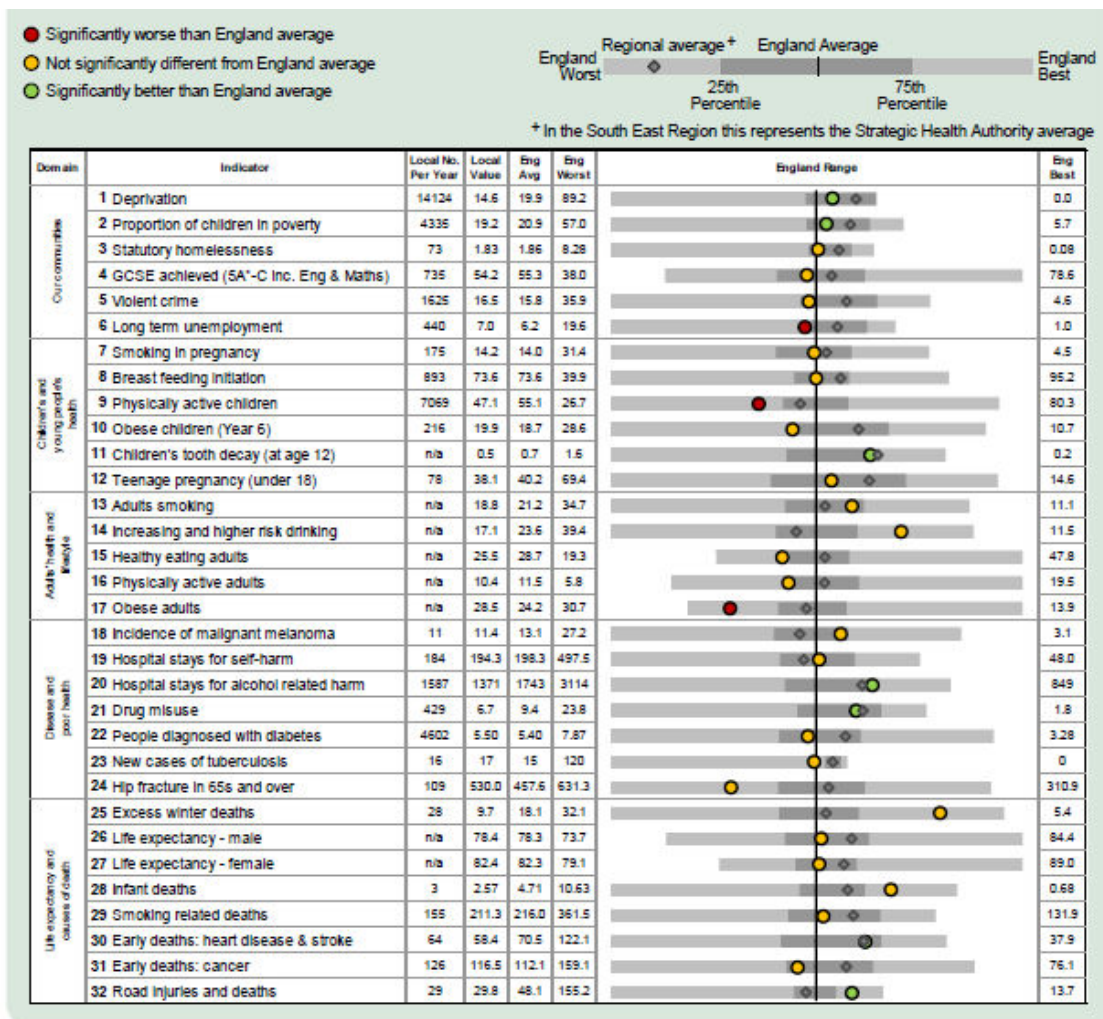 Significantly worse than England average
Not significantly different from England average
Significantly better than England average
Regional average+ England Average
England Worst
England Best
25th Percentile
75th Percentile
+ In the South East Region this represents the Strategic Health Authority average
Domain Indicator Local No. Per Year Local Value Eng Avg Eng Worst England Range Eng Best
Our communities
1 Deprivation 14124 14.6 19.9 89.2 0.0
2 Proportion of children in poverty 4335 19.2 20.9 57.0 5.7
3 Statutory homelessness 73 1.83 1.86 8.28 0.08
4 GCSE achieved (5A*-C inc. Eng & Maths) 735 54.2 55.3 38.0 78.6
5 Violent crime 1625 16.5 15.8 35.9 4.6
6 Long term unemployment 440 7.0 6.2 19.6 1.0
Children's and young people's health
7 Smoking in pregnancy 175 14.2 14.0 31.4 4.5
8 Breast feeding initiation 893 73.6 73.6 39.9 95.2
9 Physically active children 7069 47.1 55.1 26.7 80.3
10 Obese children (Year 6) 216 19.9 18.7 28.6 10.7
11 Children's tooth decay (at age 12) n/a 0.5 0.7 1.6 0.2
12 Teenage pregnancy (under 18) 78 38.1 40.2 69.4 14.6
Adults' health and lifestyle
13 Adults smoking n/a 18.8 21.2 34.7 11.1
14 Increasing and higher risk drinking n/a 17.1 23.6 39.4 11.5
15 Healthy eating adults n/a 25.5 28.7 19.3 47.8
16 Physically active adults n/a 10.4 11.5 5.8 19.5
17 Obese adults n/a 28.5 24.2 30.7 13.9
Disease and poor health
18 Incidence of malignant melanoma 11 11.4 13.1 27.2 3.1
19 Hospital stays for self-harm 184 194.3 198.3 497.5 48.0
20 Hospital stays for alcohol related harm 1587 1371 1743 3114 849
21 Drug misuse 429 6.7 9.4 23.8 1.8
22 People diagnosed with diabetes 4602 5.50 5.40 7.87 3.28
23 New cases of tuberculosis 16 17 15 120 0
24 Hip fracture in 65s and over 109 530.0 457.6 631.3 310.9
Life expectancy and causes of death
25 Excess winter deaths 28 9.7 18.1 32.1 5.4
26 Life expectancy - male n/a 78.4 78.3 73.7 84.4
27 Life expectancy - female n/a 82.4 82.3 79.1 89.0
28 Infant deaths 3 2.57 4.71 10.63 0.68
29 Smoking related deaths 155 211.3 216.0 361.5 131.9
30 Early deaths: heart disease & stroke 64 58.4 70.5 122.1 37.9
31 Early deaths: cancer 126 116.5 112.1 159.1 76.1
32 Road injuries and deaths 29 29.8 48.1 155.2 13.7